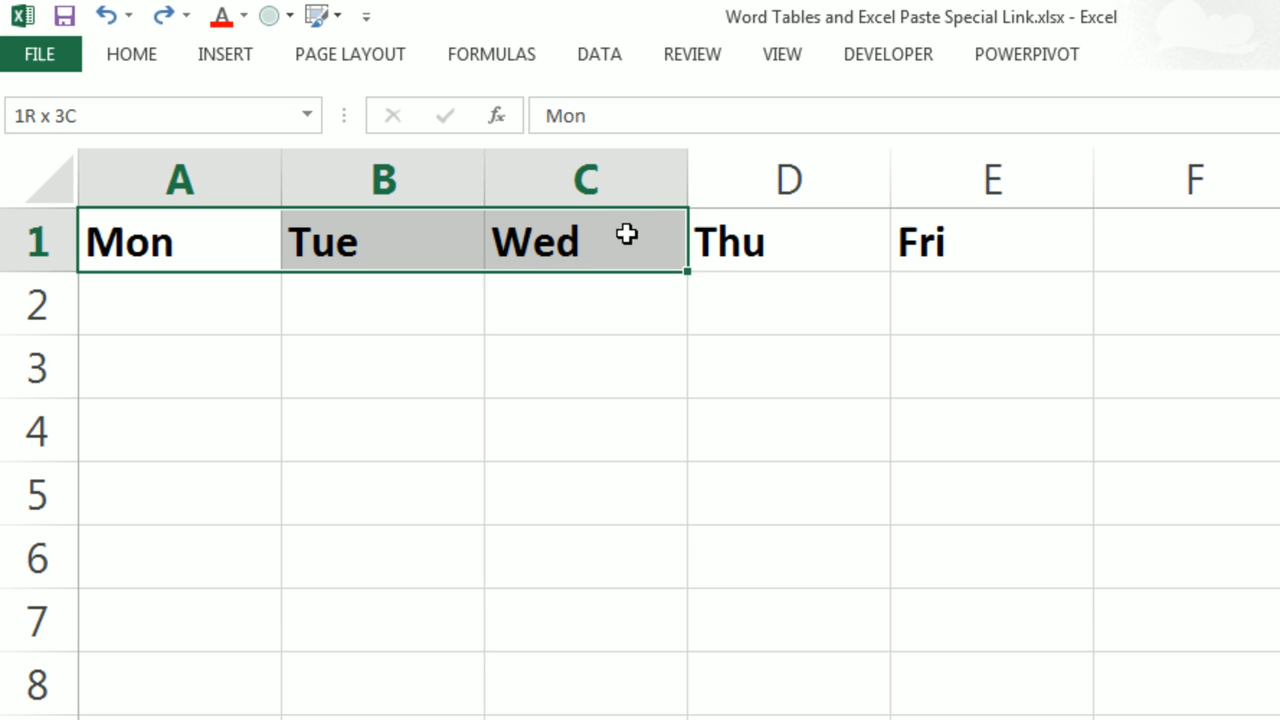 Word Tables and Excel Paste Special Link.xlsx - Excel
FILE HOME INSERT PAGE LAYOUT FORMULAS DATA REVIEW VIEW DEVELOPER POWERPIVOT
1R x 3C fx Mon
A B C D E F
1 Mon Tue Wed Thu Fri
2
3
4
5
6
7
8